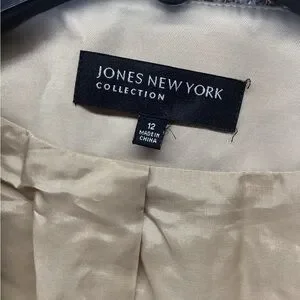 JONES NEW YORK
COLLECTION
12
MADE IN
CHINA